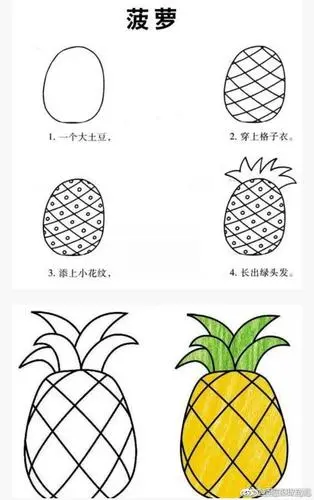 菠萝
1. 一个大土豆，
2. 穿上格子衣。
3. 添上小花纹，
4. 长出绿头发。